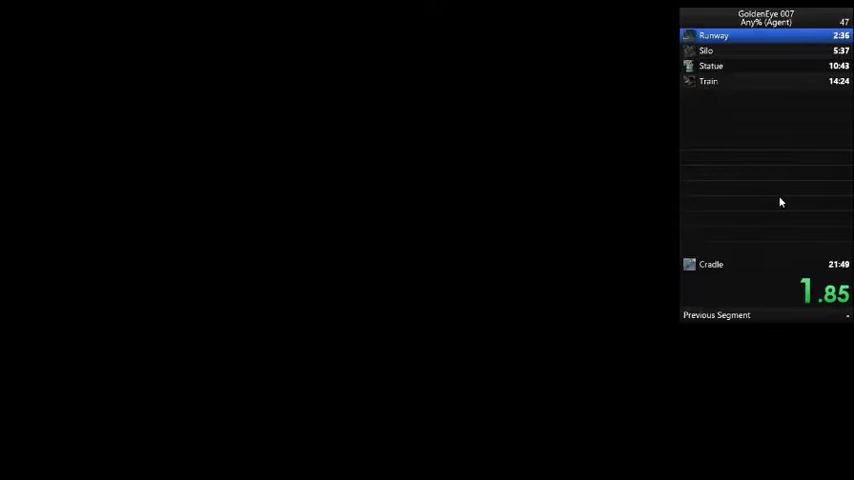 GoldenEye 007
Any% (Agent) 47
Runway 2:36
Silo 5:37
Statue 10:43
Train 14:24
Cradle 21:49
1.85
Previous Segment -